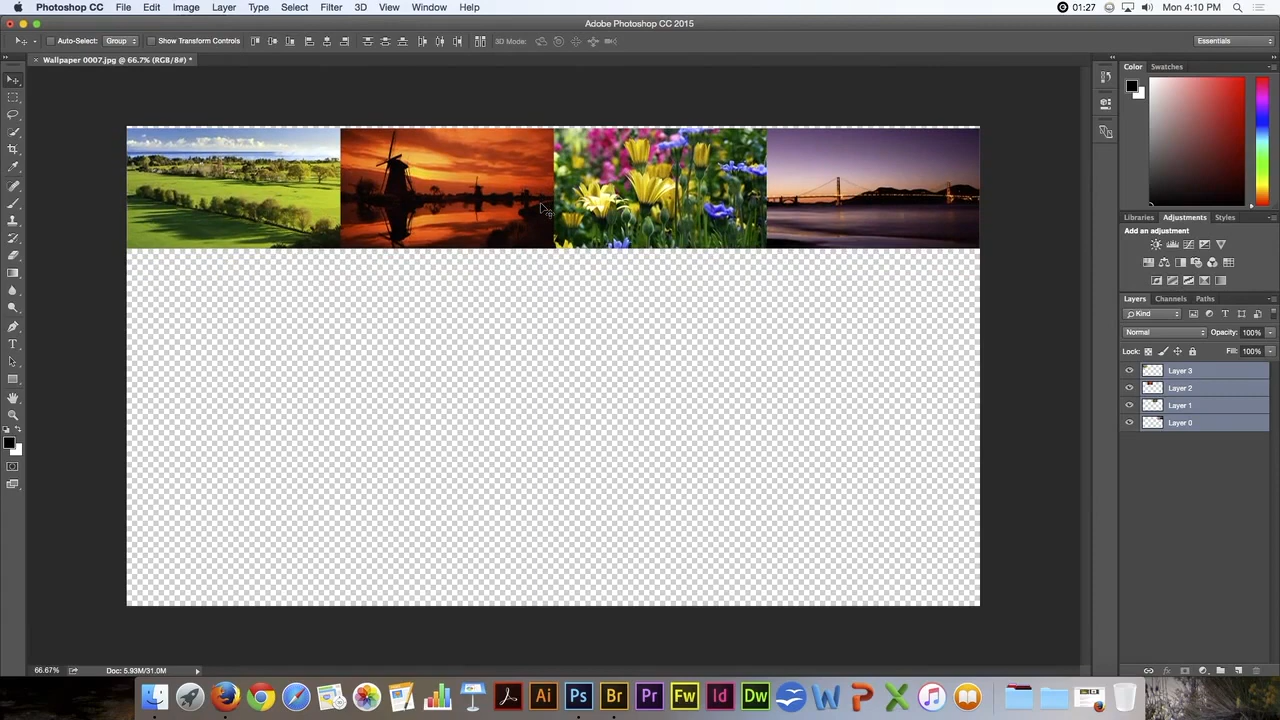 Photoshop CC File Edit Image Layer Type Select Filter 3D View Window Help 01:27 Mon 4:10 PM
Adobe Photoshop CC 2015
Auto-Select: Group Show Transform Controls 3D Mode: Essentials
× Wallpaper 0007.jpg @ 66.7% (RGB/8#) *
Color Swatches
Libraries Adjustments Styles
Add an adjustment
Layers Channels Paths
Kind
Normal Opacity: 100%
Lock: Fill: 100%
Layer 3
Layer 2
Layer 1
Layer 0
66.67% Doc: 5.93M/31.0M
Ai Ps Br Pr Fw Id Dw W P X